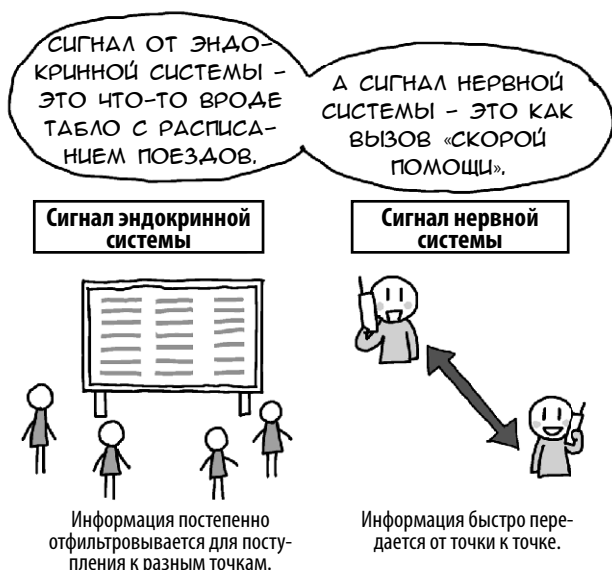 СИГНАЛ ОТ ЭНДО-
КРИННОЙ СИСТЕМЫ –
ЭТО ЧТО-ТО ВРОДЕ
ТАБЛО С РАСПИСА-
НИЕМ ПОЕЗДОВ.
А СИГНАЛ НЕРВНОЙ
СИСТЕМЫ – ЭТО КАК
ВЫЗОВ «СКОРОЙ
ПОМОЩИ».
Сигнал эндокринной
системы
Сигнал нервной
системы
Информация постепенно
отфильтровывается для посту-
пления к разным точкам.
Информация быстро пере-
дается от точки к точке.